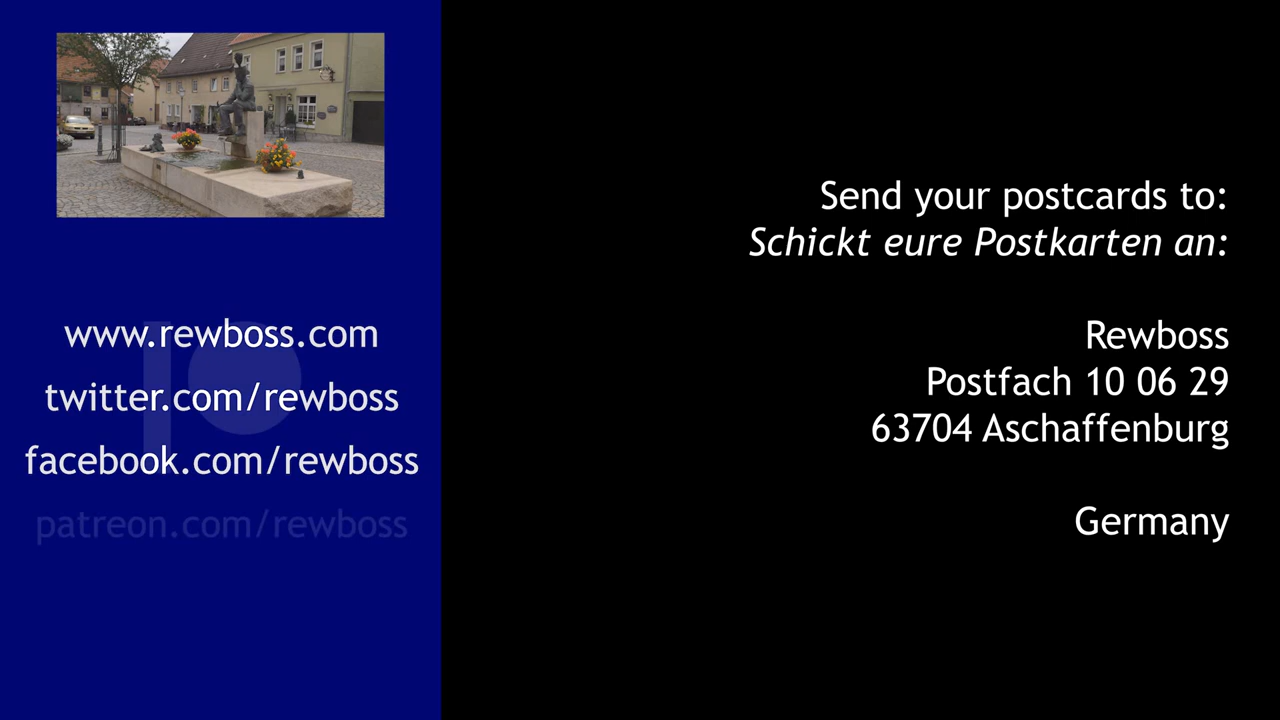 www.rewboss.com
twitter.com/rewboss
facebook.com/rewboss
patreon.com/rewboss
Send your postcards to:
Schickt eure Postkarten an:
Rewboss
Postfach 10 06 29
63704 Aschaffenburg
Germany